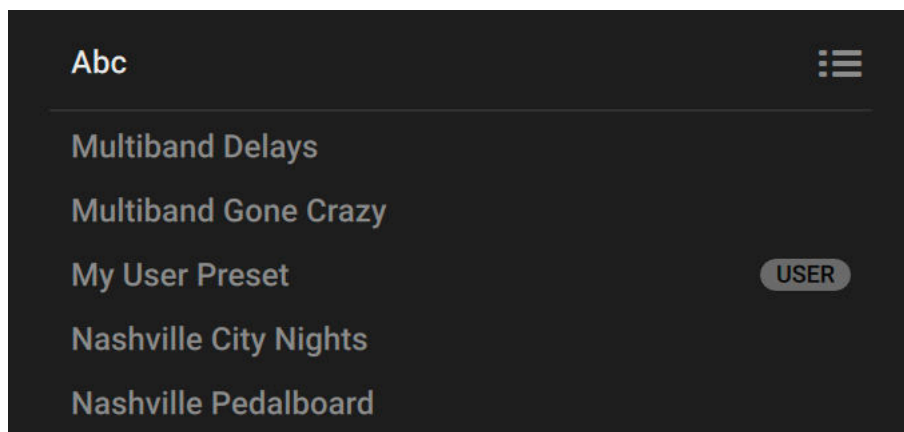 Abc
Multiband Delays
Multiband Gone Crazy
My User Preset USER
Nashville City Nights
Nashville Pedalboard